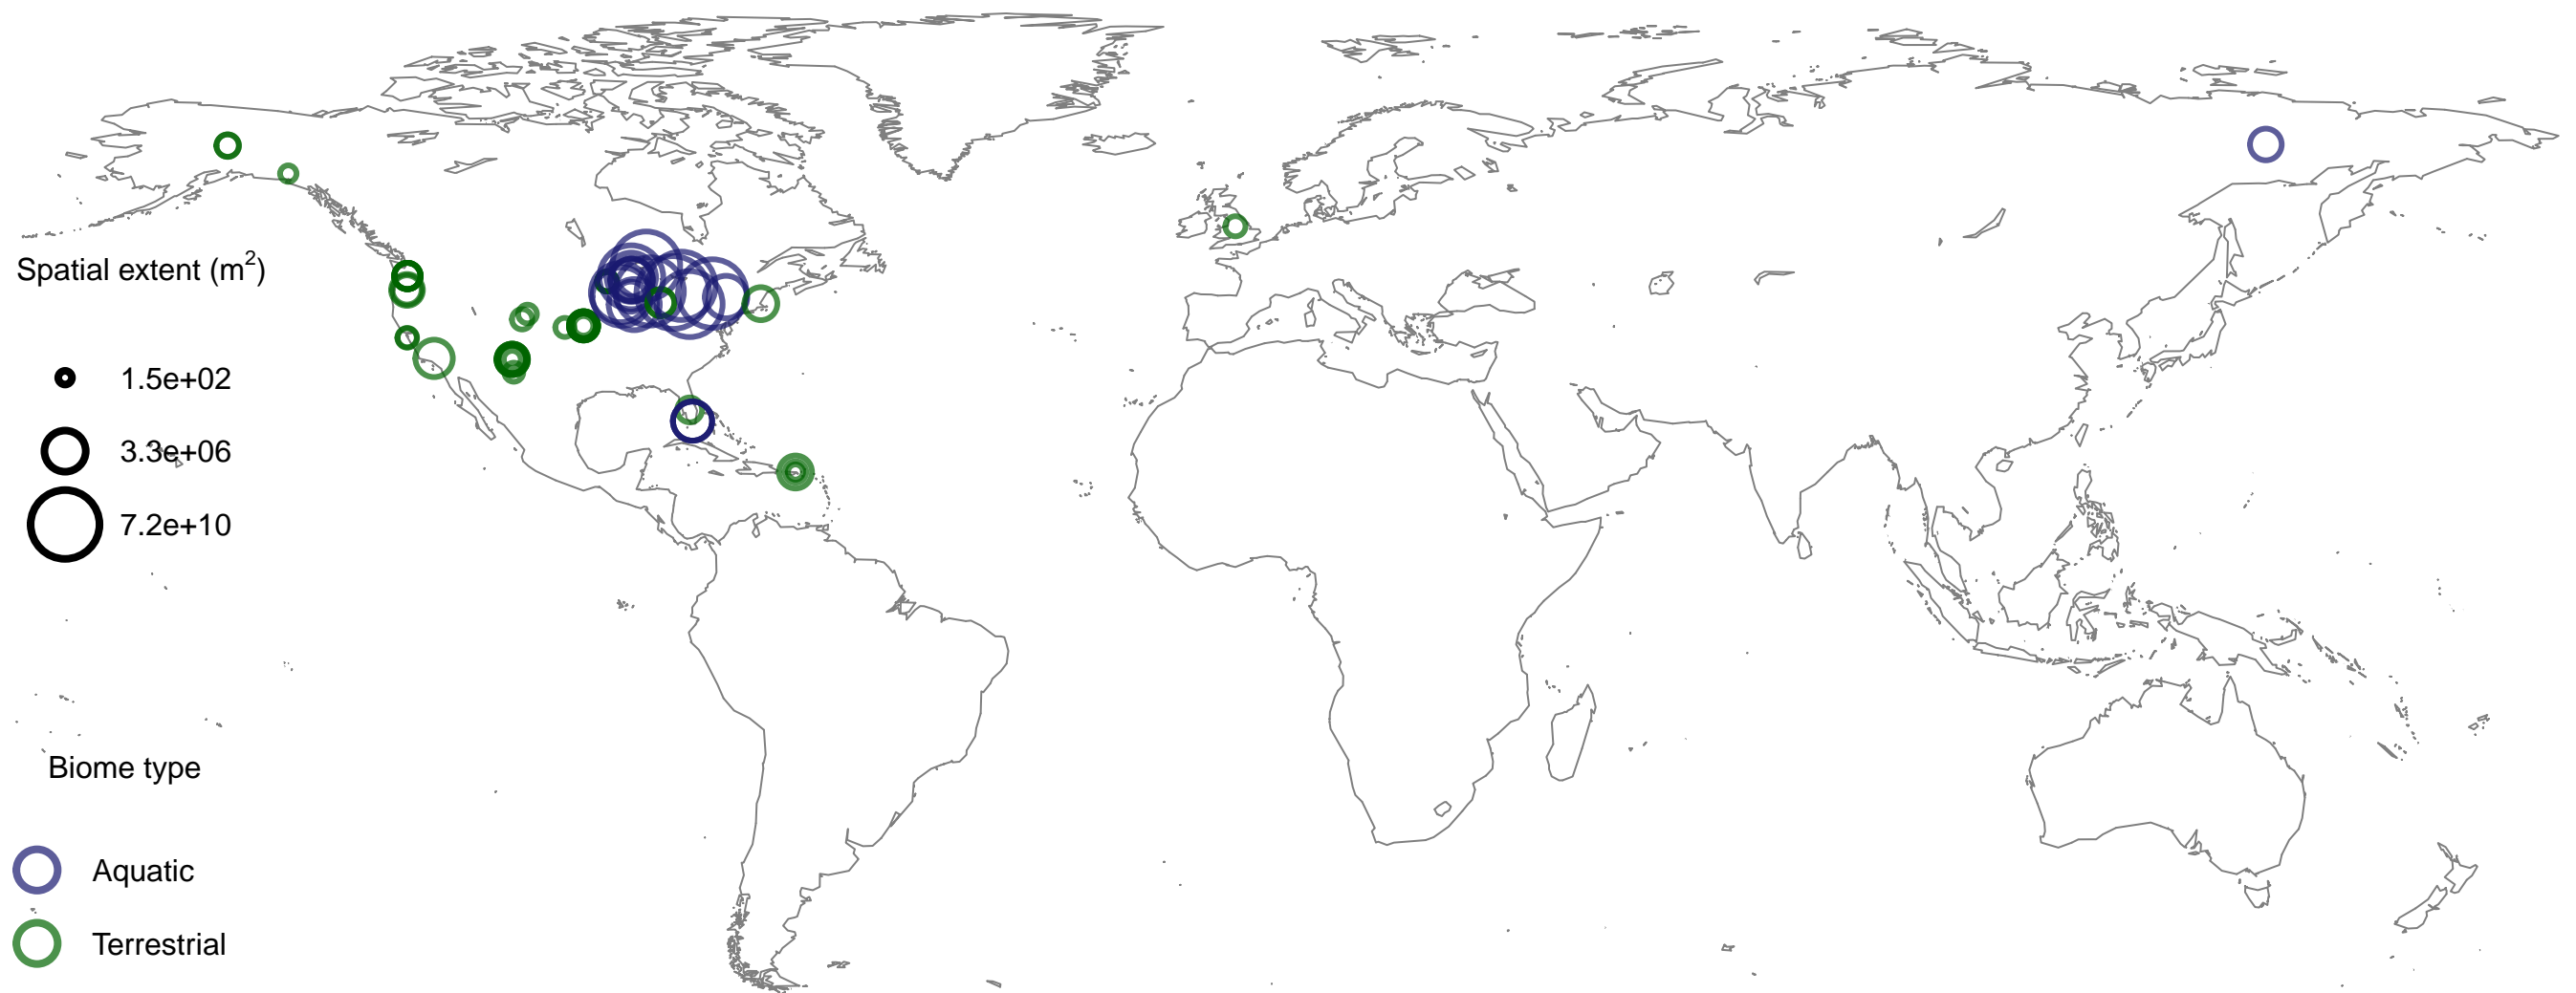 Spatial extent (m²)
1.5e+02
3.3e+06
7.2e+10
Biome type
Aquatic
Terrestrial